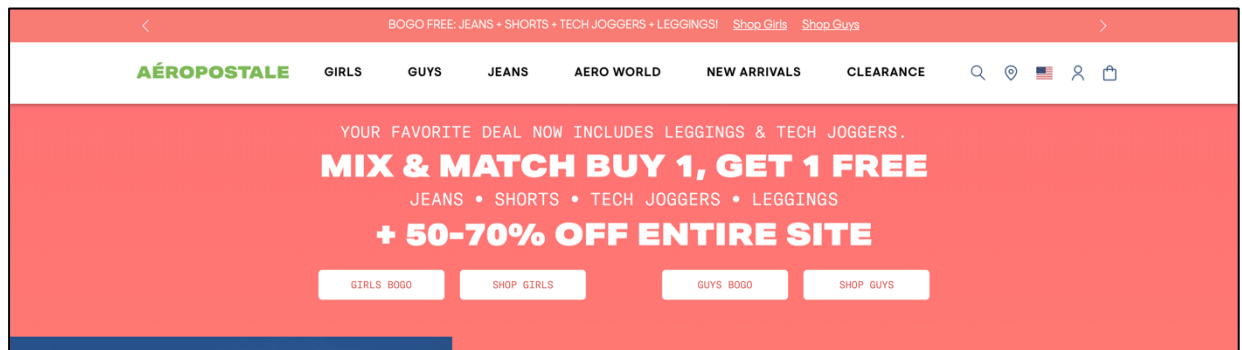 BOGO FREE: JEANS + SHORTS + TECH JOGGERS + LEGGINGS! Shop Girls Shop Guys
AÉROPOSTALE GIRLS GUYS JEANS AERO WORLD NEW ARRIVALS CLEARANCE
YOUR FAVORITE DEAL NOW INCLUDES LEGGINGS & TECH JOGGERS.
MIX & MATCH BUY 1, GET 1 FREE
JEANS • SHORTS • TECH JOGGERS • LEGGINGS
+ 50-70% OFF ENTIRE SITE
GIRLS BOGO SHOP GIRLS GUYS BOGO SHOP GUYS